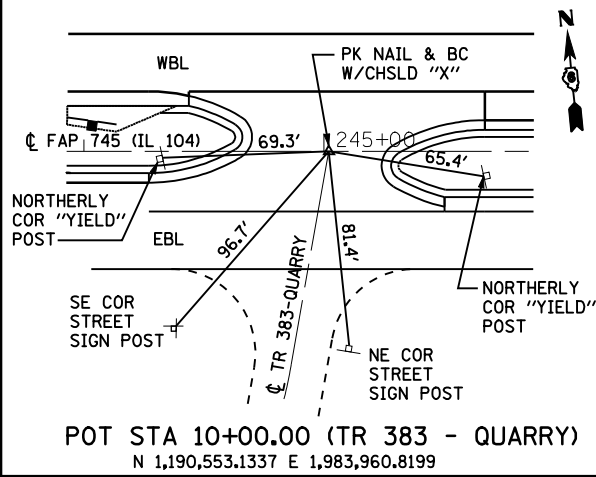 N
WBL
PK NAIL & BC
W/CHSLD "X"
℄ FAP 745 (IL 104)
69.3'
245+00
65.4'
NORTHERLY
COR "YIELD"
POST
EBL
96.7'
81.4'
℄ TR 383-QUARRY
SE COR
STREET
SIGN POST
NORTHERLY
COR "YIELD"
POST
NE COR
STREET
SIGN POST
POT STA 10+00.00 (TR 383 - QUARRY)
N 1,190,553.1337 E 1,983,960.8199